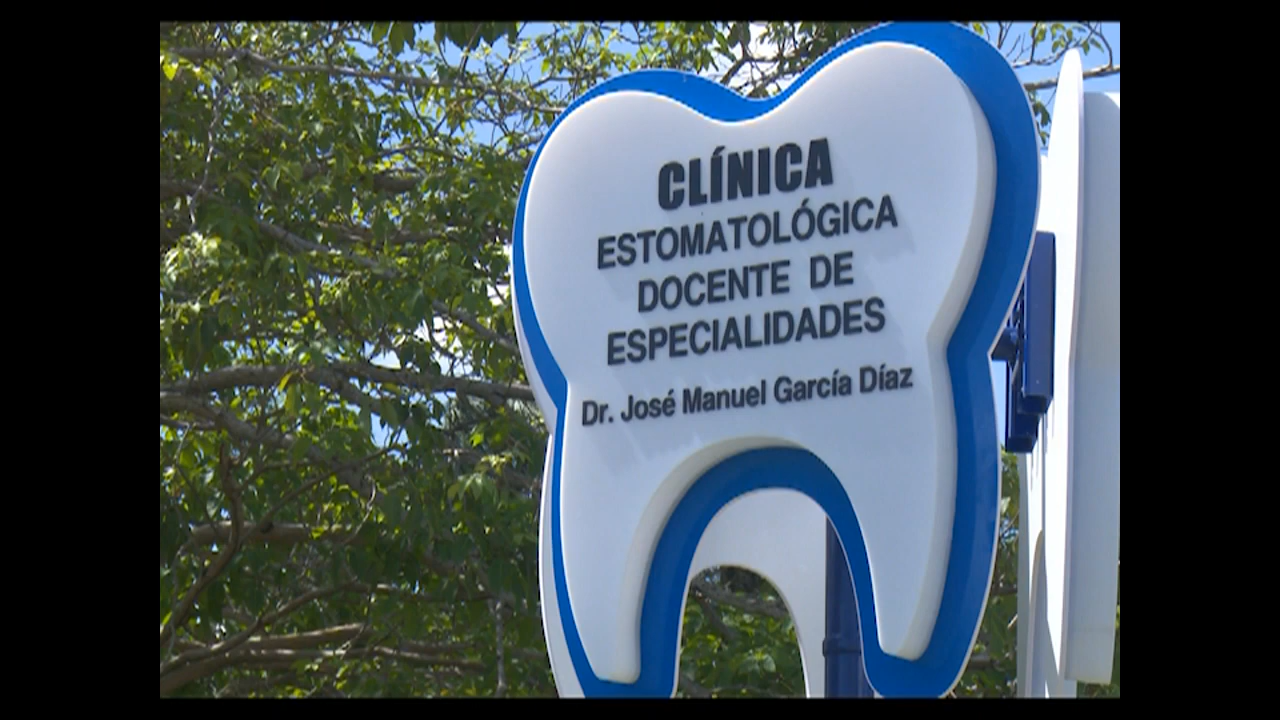 CLÍNICA
ESTOMATOLÓGICA
DOCENTE DE
ESPECIALIDADES
Dr. José Manuel García Díaz